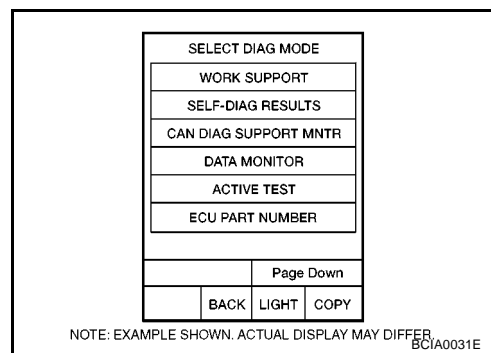 SELECT DIAG MODE
WORK SUPPORT
SELF-DIAG RESULTS
CAN DIAG SUPPORT MNTR
DATA MONITOR
ACTIVE TEST
ECU PART NUMBER
Page Down
BACK LIGHT COPY
NOTE: EXAMPLE SHOWN. ACTUAL DISPLAY MAY DIFFER.
BCIA0031E